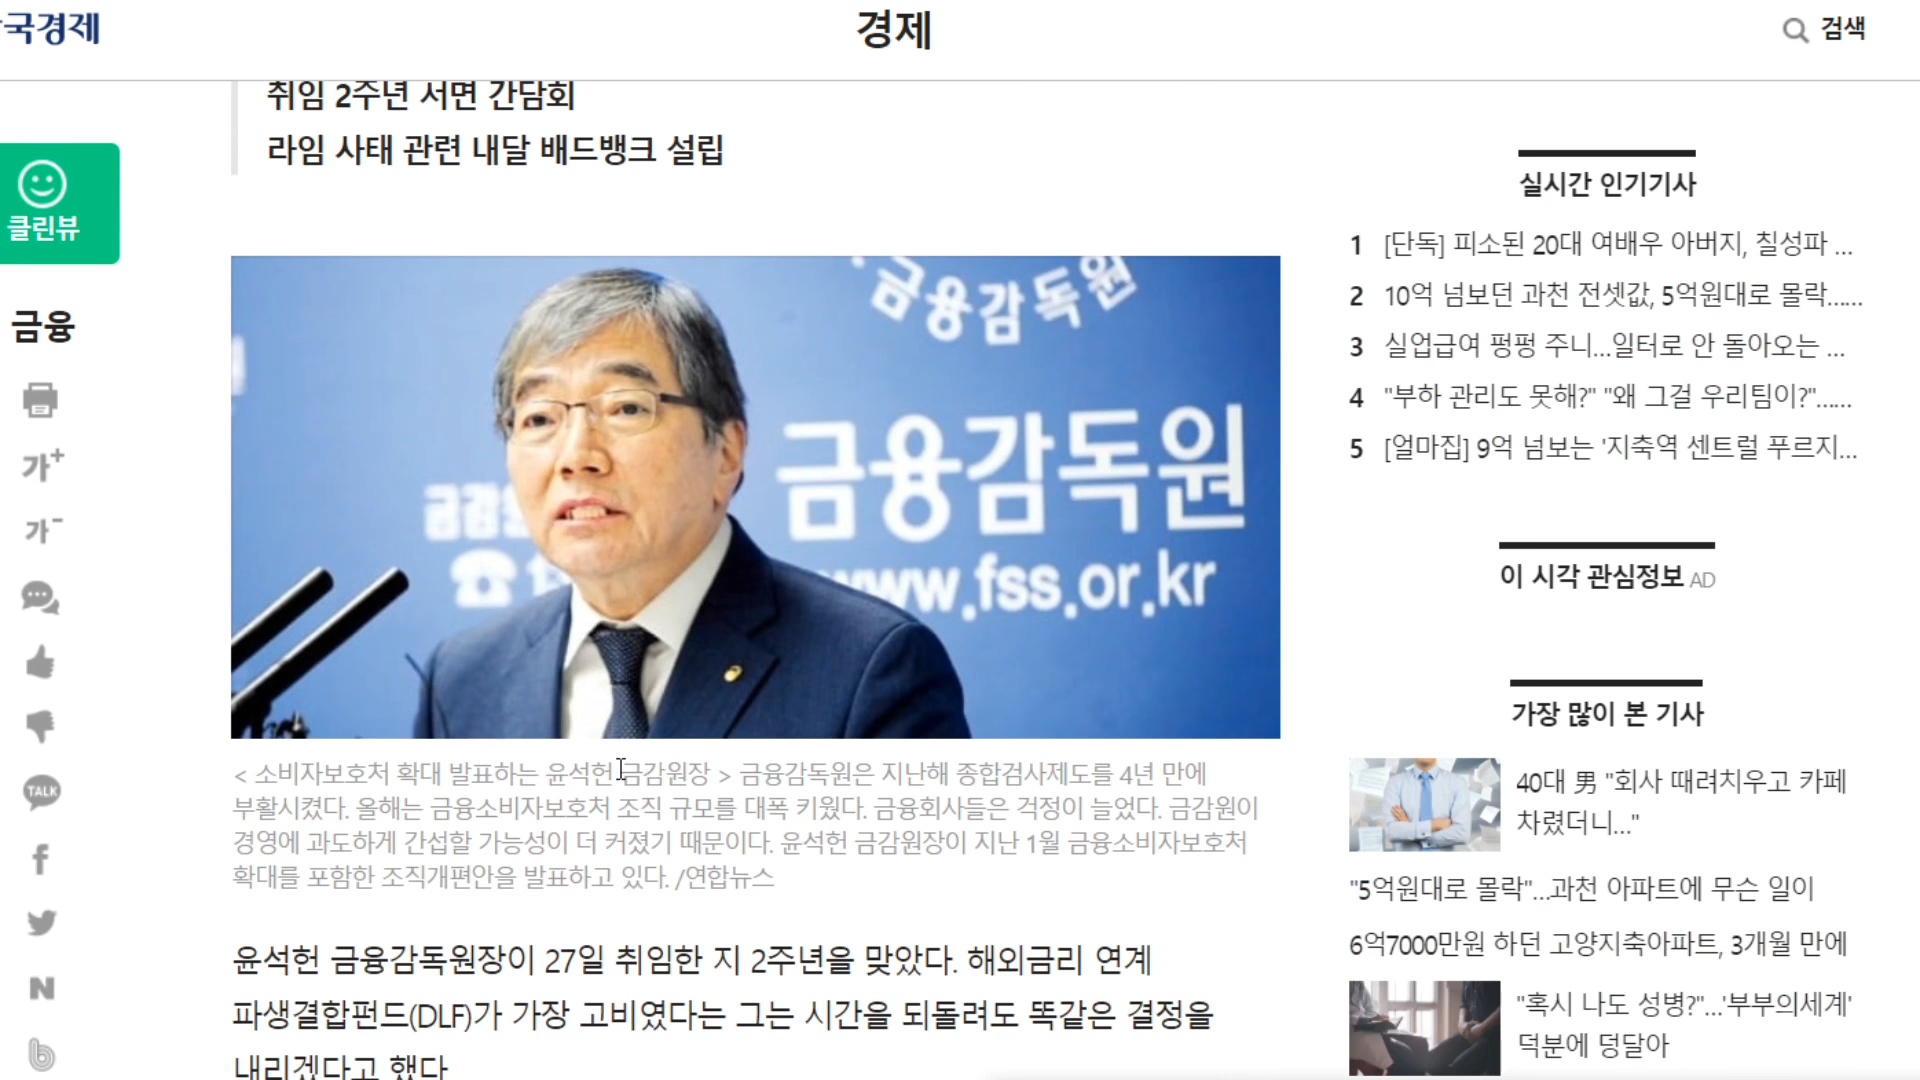 국경제
경제
검색
취임 2주년 서면 간담회
라임 사태 관련 내달 배드뱅크 설립
클린뷰
금융
가+
가-
TALK
금융감독원
금융감독원
www.fss.or.kr
< 소비자보호처 확대 발표하는 윤석헌 금감원장 > 금융감독원은 지난해 종합검사제도를 4년 만에
부활시켰다. 올해는 금융소비자보호처 조직 규모를 대폭 키웠다. 금융회사들은 걱정이 늘었다. 금감원이
경영에 과도하게 간섭할 가능성이 더 커졌기 때문이다. 윤석헌 금감원장이 지난 1월 금융소비자보호처
확대를 포함한 조직개편안을 발표하고 있다. /연합뉴스
윤석헌 금융감독원장이 27일 취임한 지 2주년을 맞았다. 해외금리 연계
파생결합펀드(DLF)가 가장 고비였다는 그는 시간을 되돌려도 똑같은 결정을
내리겠다고 했다
실시간 인기기사
1 [단독] 피소된 20대 여배우 아버지, 칠성파 ...
2 10억 넘보던 과천 전셋값, 5억원대로 몰락......
3 실업급여 펑펑 주니...일터로 안 돌아오는 ...
4 "부하 관리도 못해?" "왜 그걸 우리팀이?"......
5 [얼마집] 9억 넘보는 '지축역 센트럴 푸르지...
이 시각 관심정보 AD
가장 많이 본 기사
40대 男 "회사 때려치우고 카페
차렸더니..."
"5억원대로 몰락"...과천 아파트에 무슨 일이
6억7000만원 하던 고양지축아파트, 3개월 만에
"혹시 나도 성병?"...'부부의세계'
덕분에 덩달아